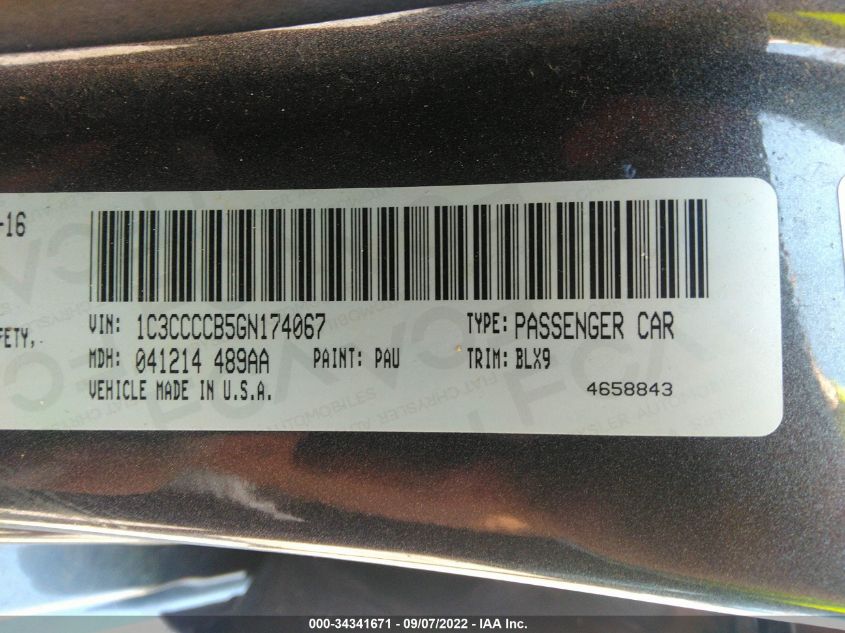 -16
VIN: 1C3CCCCB5GN174067 TYPE: PASSENGER CAR
FETY,
MDH: 041214 489AA PAINT: PAU TRIM: BLX9
VEHICLE MADE IN U.S.A. 4658843
000-34341671 - 09/07/2022 - IAA Inc.